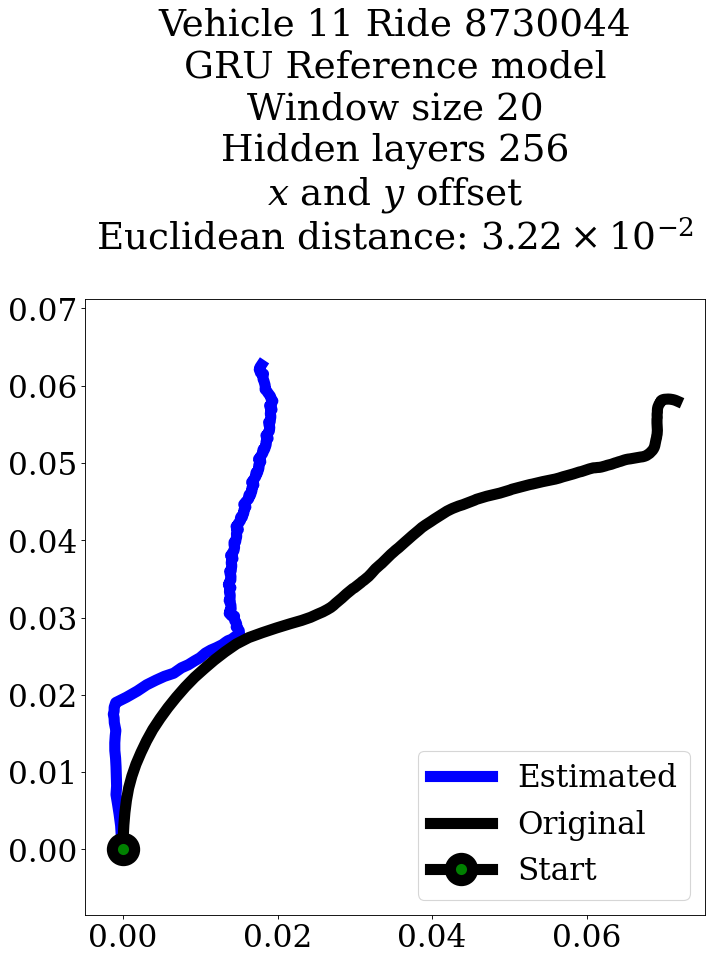 Vehicle 11 Ride 8730044
GRU Reference model
Window size 20
Hidden layers 256
x and y offset
Euclidean distance: 3.22 × 10⁻²
0.07
0.06
0.05
0.04
0.03
0.02
0.01
0.00
Estimated
Original
Start
0.00 0.02 0.04 0.06